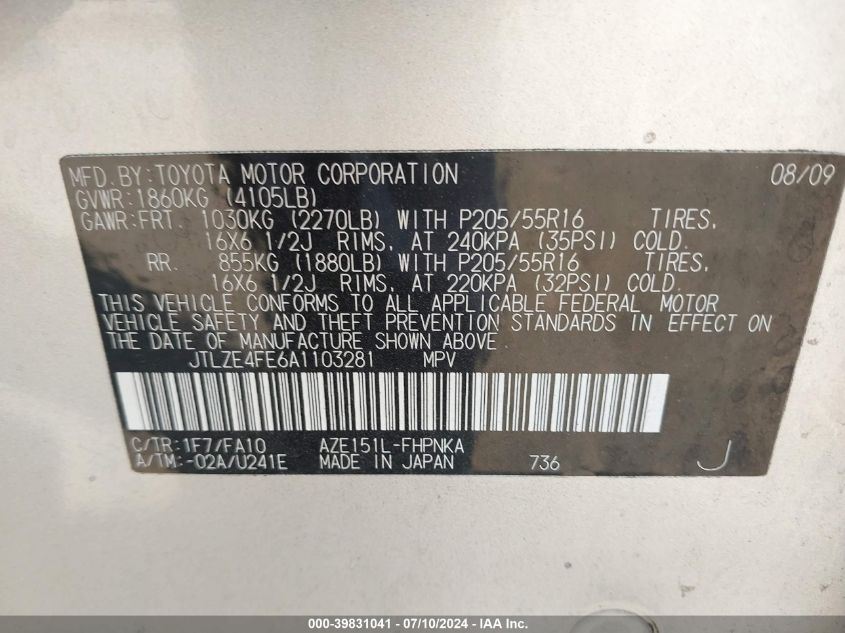 MFD. BY: TOYOTA MOTOR CORPORATION 08/09
GVWR: 1860KG (4105LB)
GAWR: FRT. 1030KG (2270LB) WITH P205/55R16 TIRES,
16X6 1/2J RIMS, AT 240KPA (35PSI) COLD.
RR. 855KG (1880LB) WITH P205/55R16 TIRES,
16X6 1/2J RIMS, AT 220KPA (32PSI) COLD.
THIS VEHICLE CONFORMS TO ALL APPLICABLE FEDERAL MOTOR
VEHICLE SAFETY AND THEFT PREVENTION STANDARDS IN EFFECT ON
THE DATE OF MANUFACTURE SHOWN ABOVE.
JTLZE4FE6A1103281 MPV
C/TR: 1F7/FA10 AZE151L-FHPNKA
A/TM: -02A/U241E MADE IN JAPAN 736 J
000-39831041 - 07/10/2024 - IAA Inc.